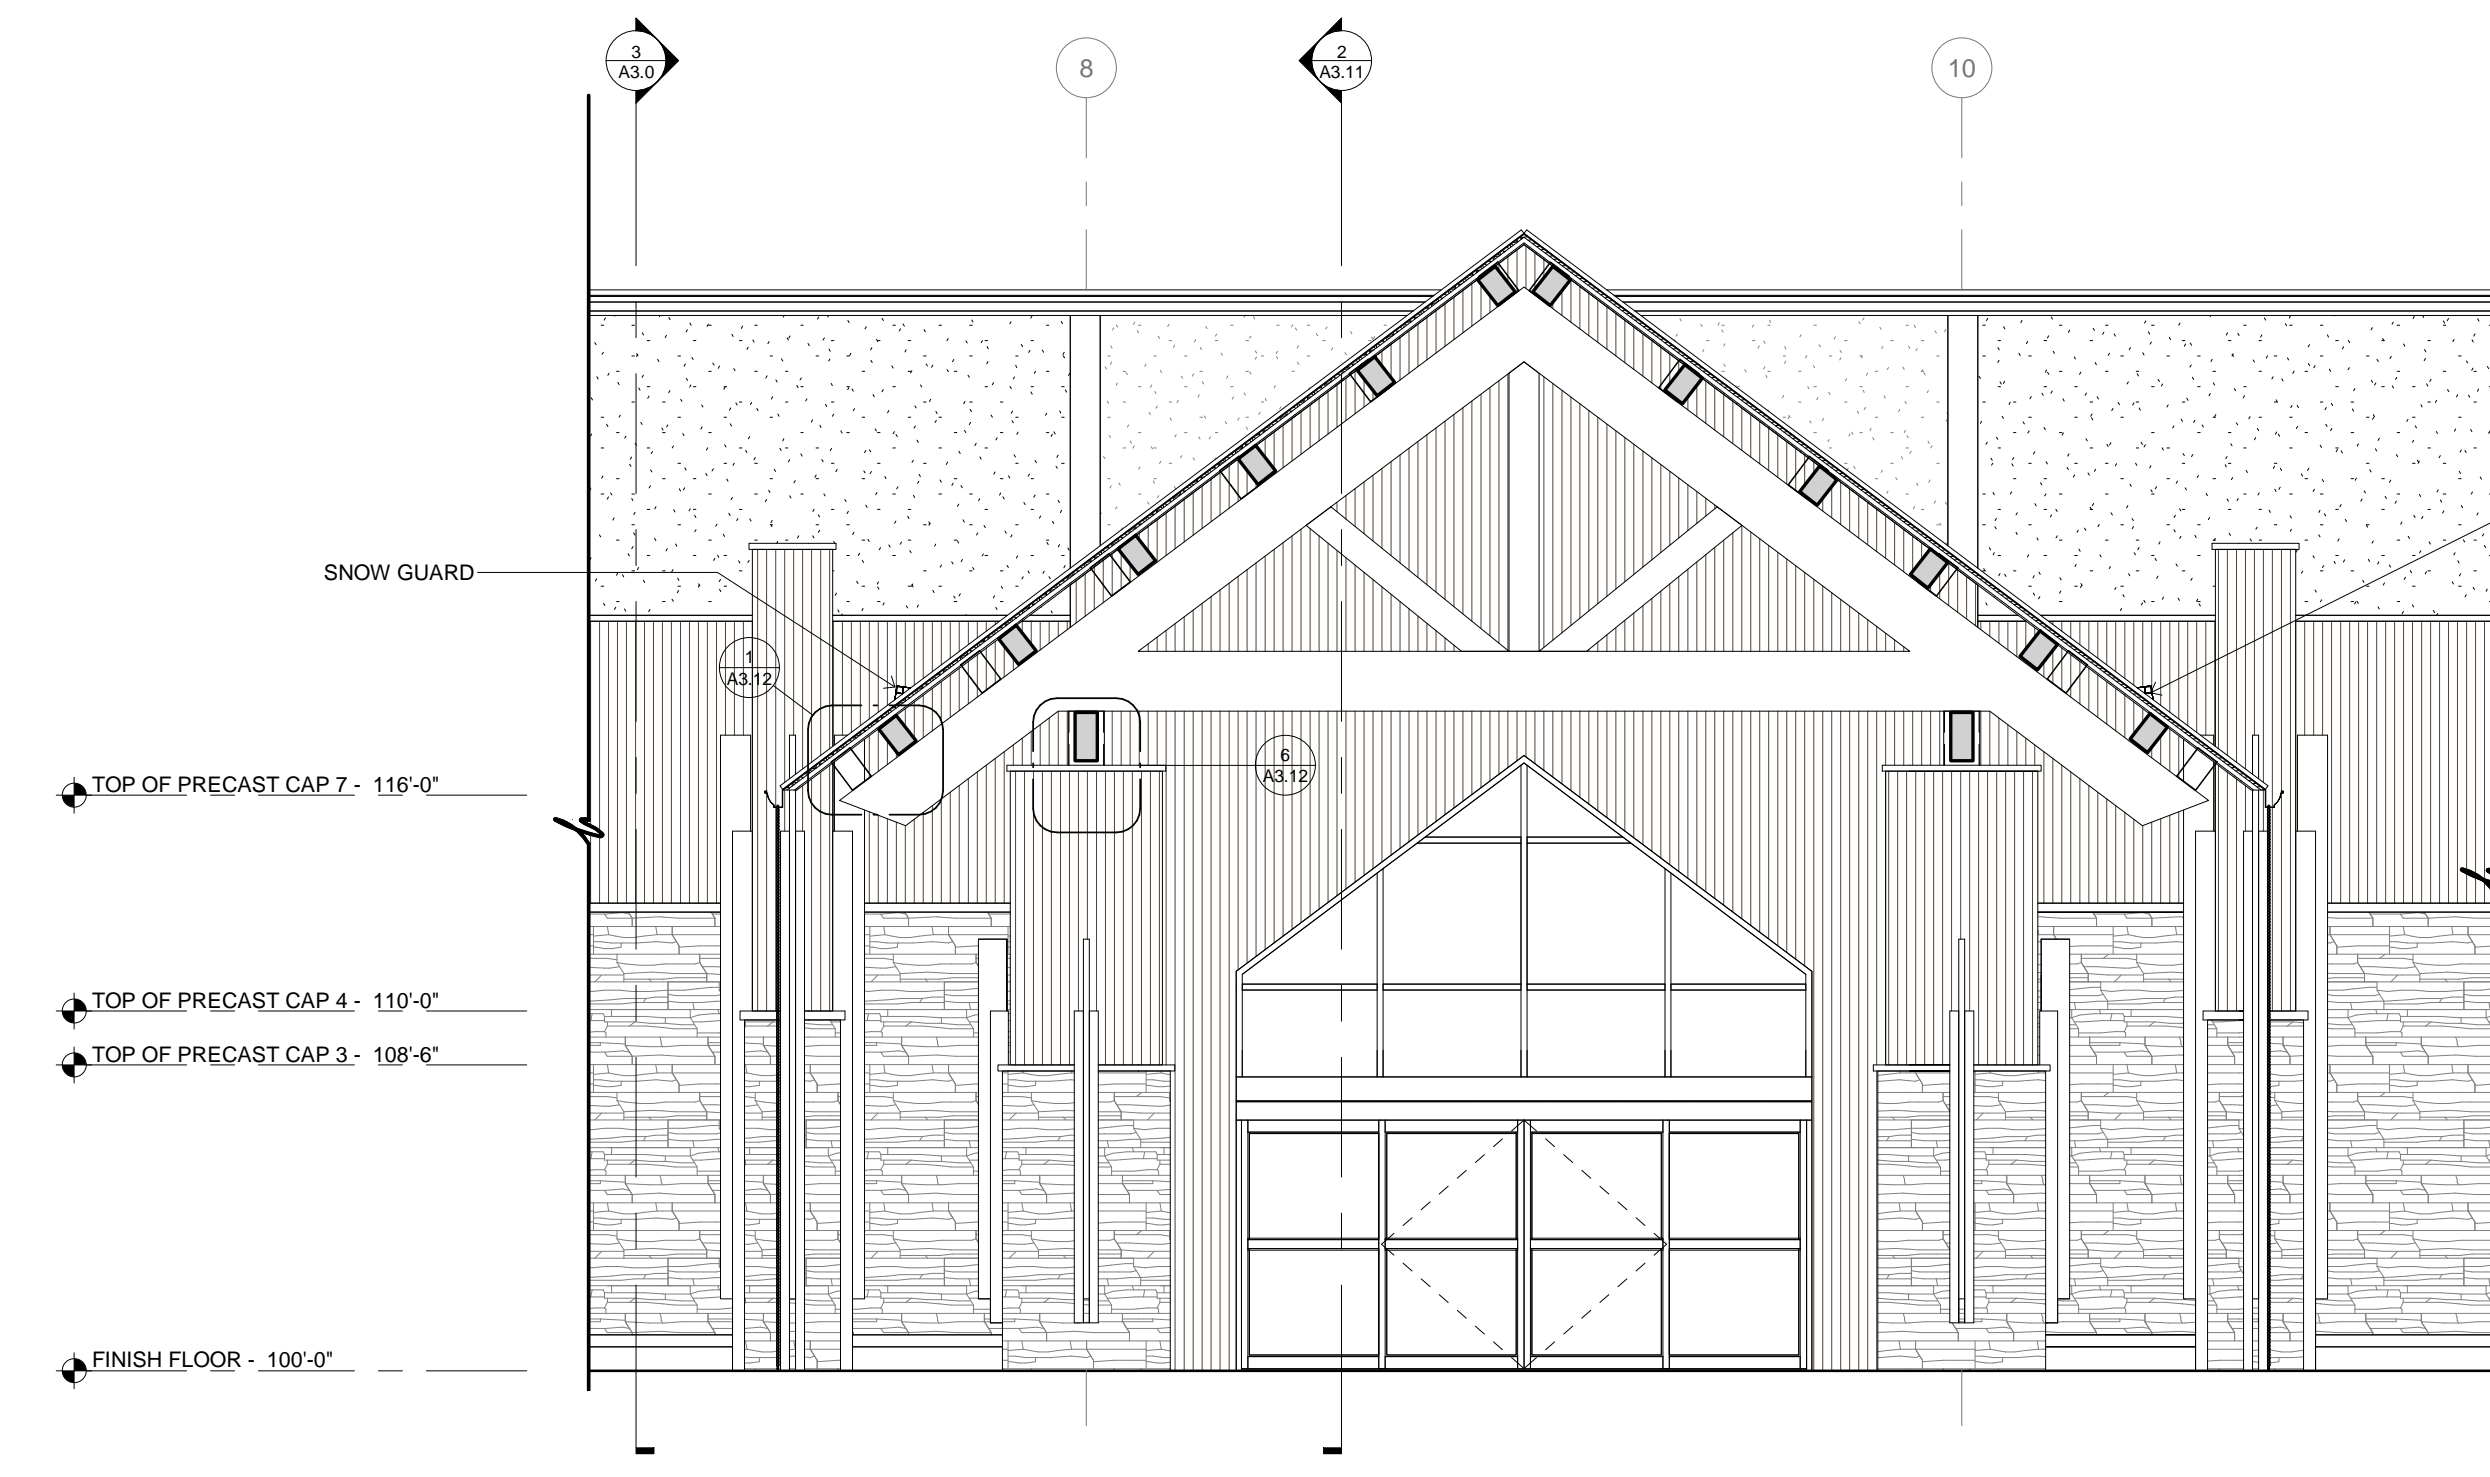 3
A3.0
8
2
A3.11
10
SNOW GUARD
1
A3.12
6
A3.12
TOP OF PRECAST CAP 7 - 116'-0"
TOP OF PRECAST CAP 4 - 110'-0"
TOP OF PRECAST CAP 3 - 108'-6"
FINISH FLOOR - 100'-0"